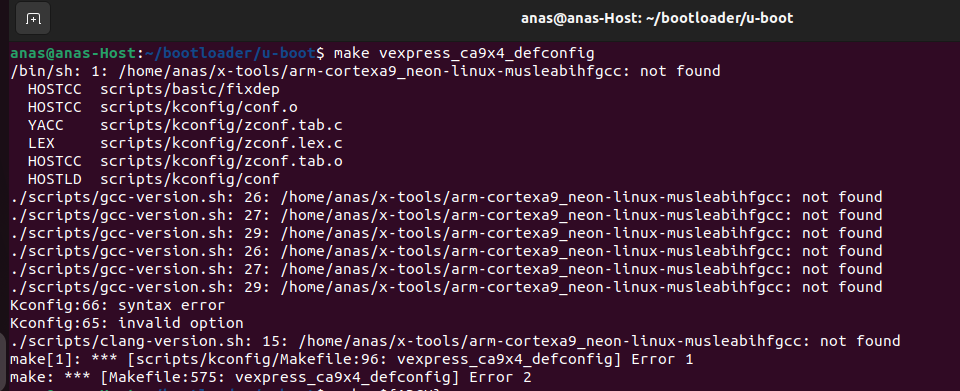 anas@anas-Host: ~/bootloader/u-boot
anas@anas-Host:~/bootloader/u-boot$ make vexpress_ca9x4_defconfig
/bin/sh: 1: /home/anas/x-tools/arm-cortexa9_neon-linux-musleabihfgcc: not found
  HOSTCC  scripts/basic/fixdep
  HOSTCC  scripts/kconfig/conf.o
  YACC    scripts/kconfig/zconf.tab.c
  LEX     scripts/kconfig/zconf.lex.c
  HOSTCC  scripts/kconfig/zconf.tab.o
  HOSTLD  scripts/kconfig/conf
./scripts/gcc-version.sh: 26: /home/anas/x-tools/arm-cortexa9_neon-linux-musleabihfgcc: not found
./scripts/gcc-version.sh: 27: /home/anas/x-tools/arm-cortexa9_neon-linux-musleabihfgcc: not found
./scripts/gcc-version.sh: 29: /home/anas/x-tools/arm-cortexa9_neon-linux-musleabihfgcc: not found
./scripts/gcc-version.sh: 26: /home/anas/x-tools/arm-cortexa9_neon-linux-musleabihfgcc: not found
./scripts/gcc-version.sh: 27: /home/anas/x-tools/arm-cortexa9_neon-linux-musleabihfgcc: not found
./scripts/gcc-version.sh: 29: /home/anas/x-tools/arm-cortexa9_neon-linux-musleabihfgcc: not found
Kconfig:66: syntax error
Kconfig:65: invalid option
./scripts/clang-version.sh: 15: /home/anas/x-tools/arm-cortexa9_neon-linux-musleabihfgcc: not found
make[1]: *** [scripts/kconfig/Makefile:96: vexpress_ca9x4_defconfig] Error 1
make: *** [Makefile:575: vexpress_ca9x4_defconfig] Error 2